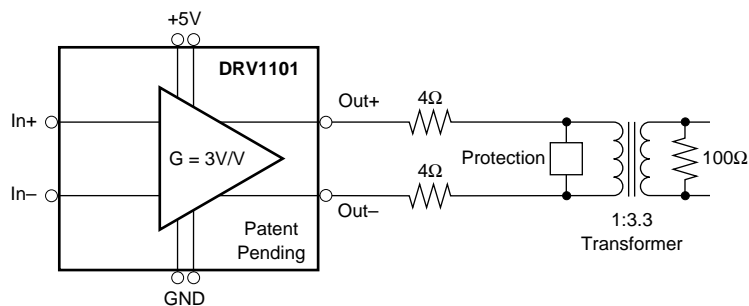 +5V
DRV1101
In+
In–
G = 3V/V
Out+
Out–
4Ω
4Ω
Protection
100Ω
1:3.3
Transformer
Patent
Pending
GND